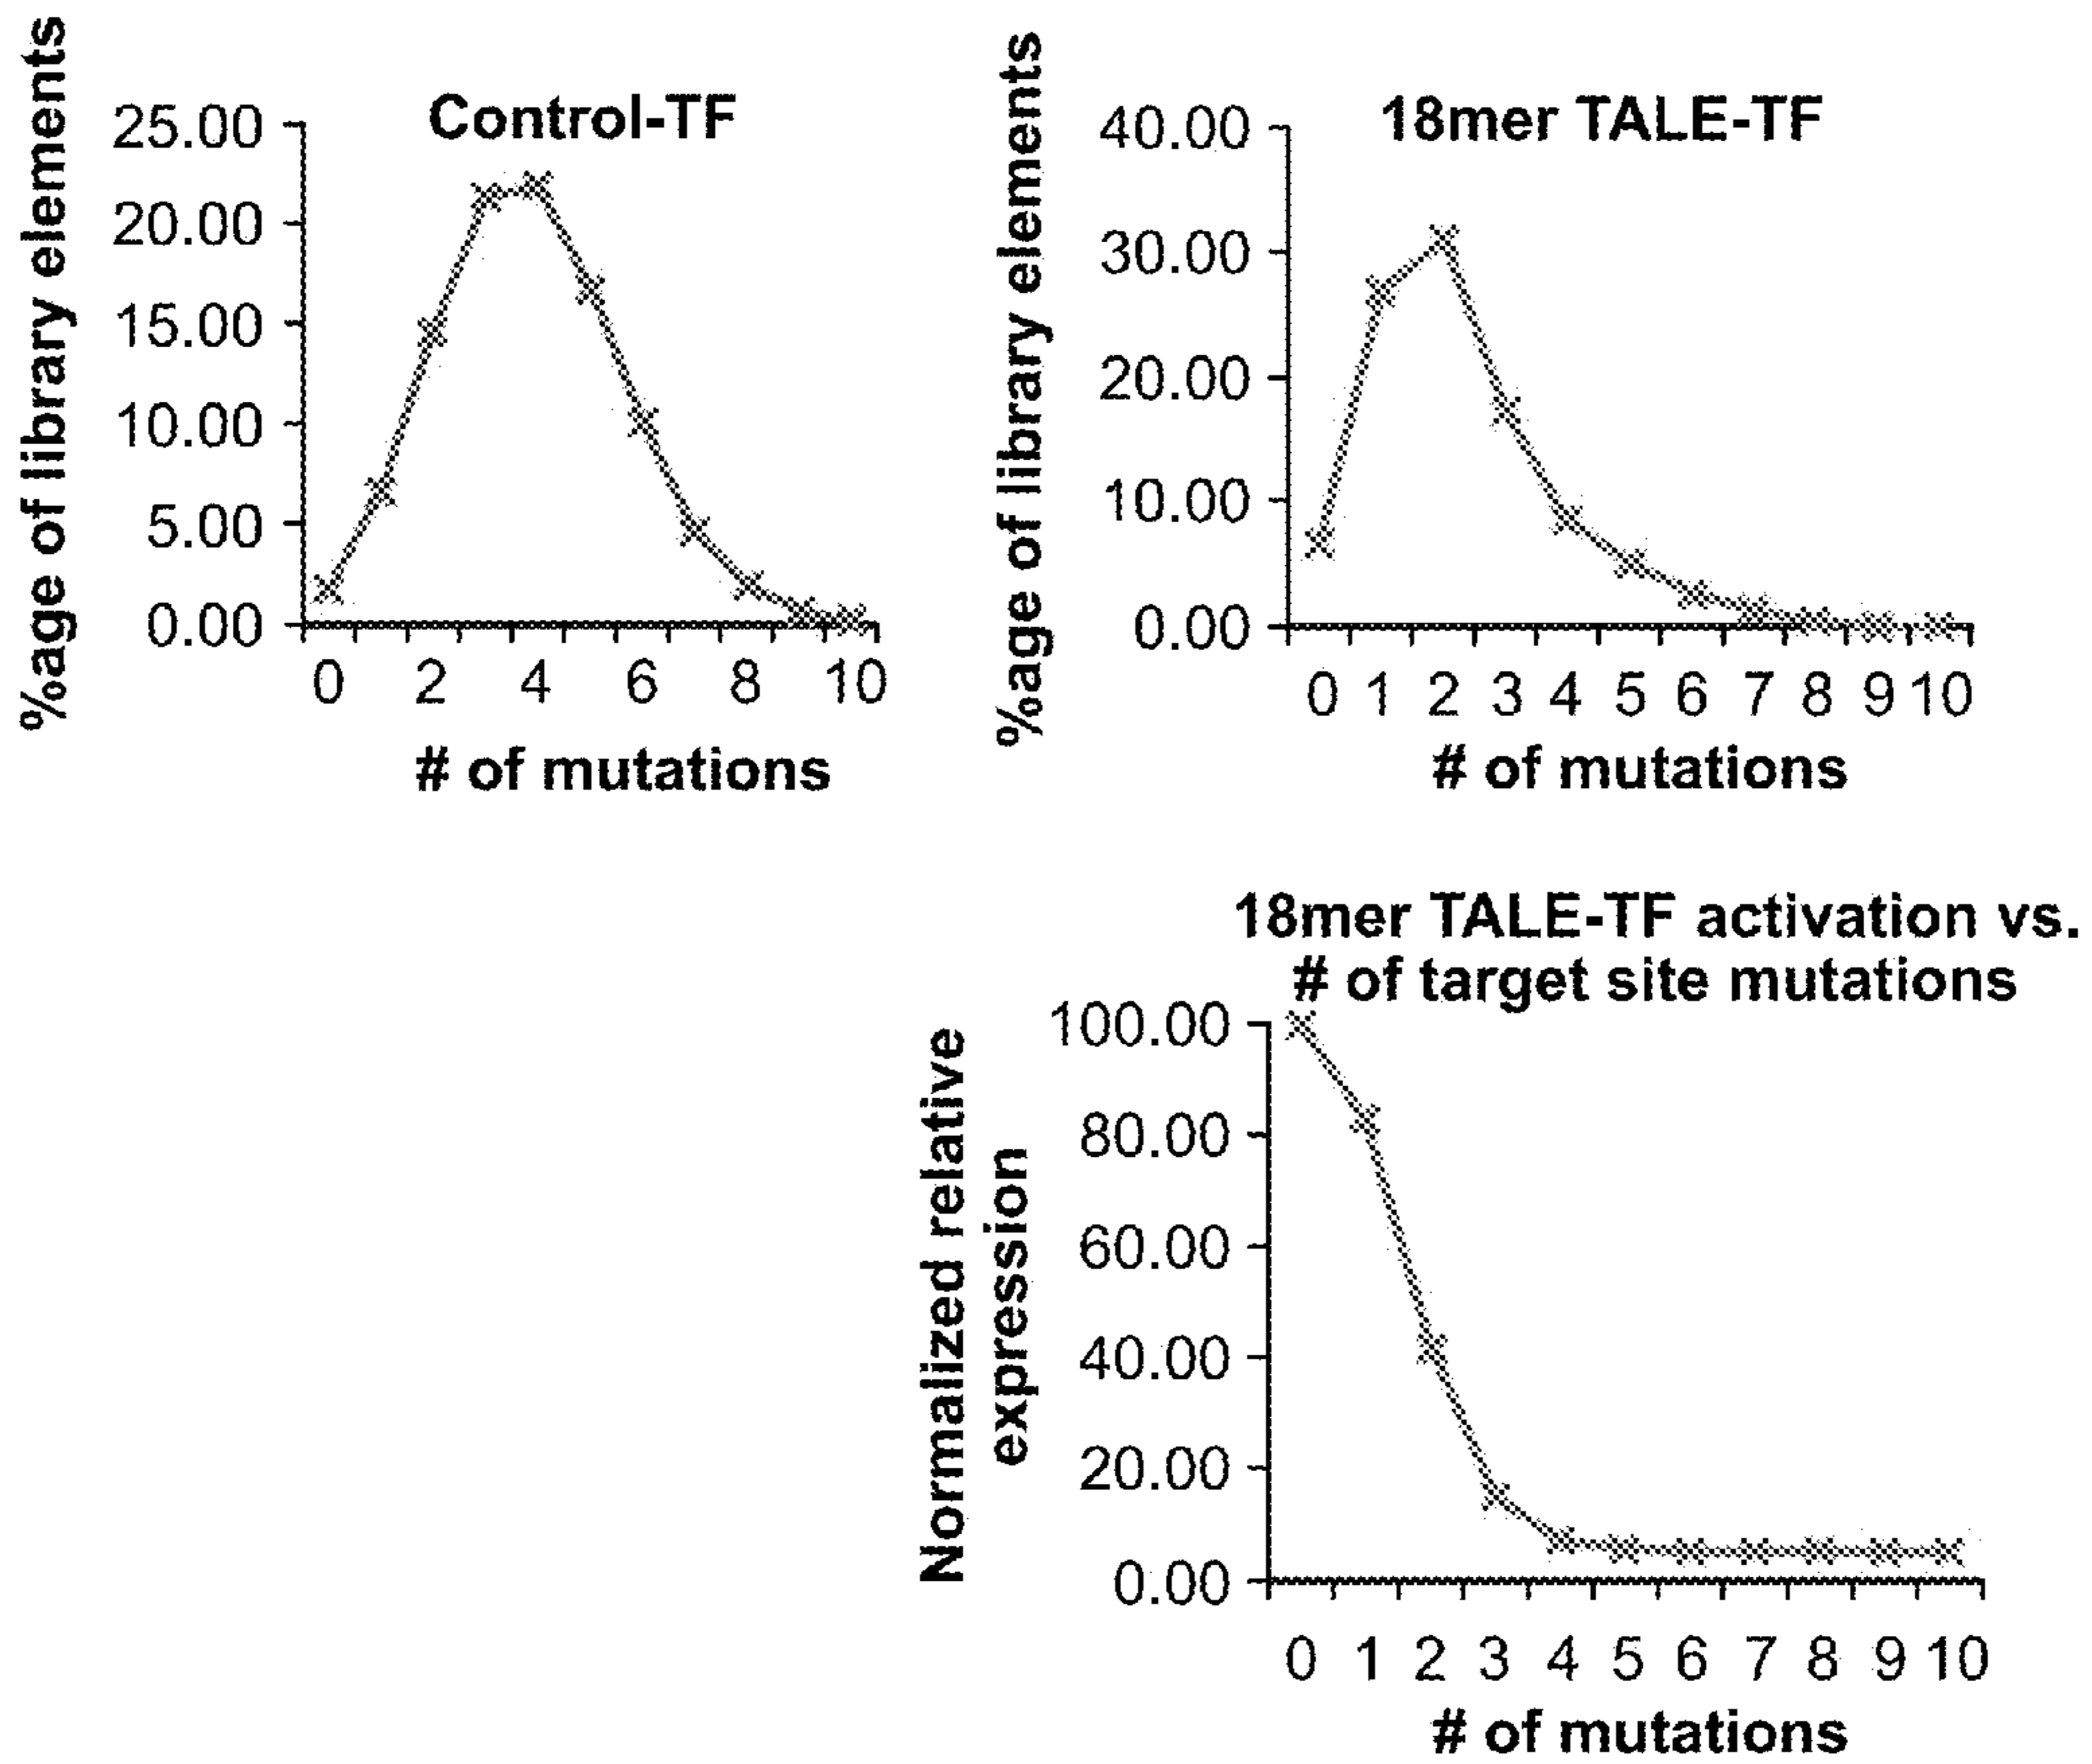 Control-TF
%age of library elements
25.00
20.00
15.00
10.00
5.00
0.00
0 2 4 6 8 10
# of mutations
18mer TALE-TF
%age of library elements
40.00
30.00
20.00
10.00
0.00
0 1 2 3 4 5 6 7 8 9 10
# of mutations
18mer TALE-TF activation vs.
# of target site mutations
Normalized relative
expression
100.00
80.00
60.00
40.00
20.00
0.00
0 1 2 3 4 5 6 7 8 9 10
# of mutations